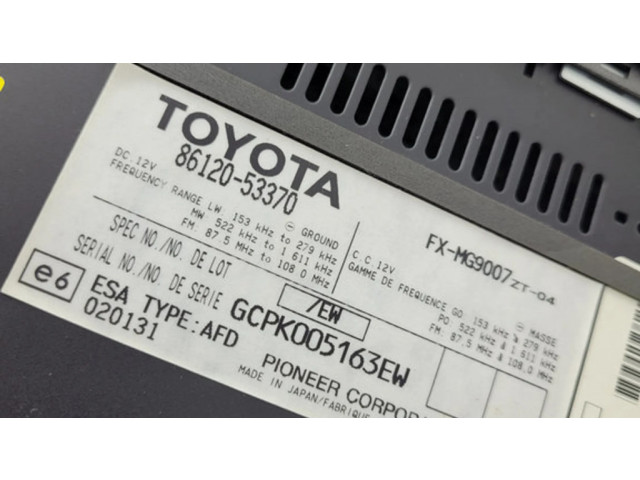 TOYOTA
86120-53370
FX-MG9007ZT-04
DC.12V ⊖ GROUND
FREQUENCY RANGE LW. 153 kHz to 279 kHz
MW 522 kHz to 1 611 kHz
FM: 87.5 MHz to 108.0 MHz
C.C.12V ⊖ MASSE
GAMME DE FREQUENCE GO: 153 kHz à 279 kHz
PO: 522 kHz à 1 611 kHz
FM: 87.5 MHz à 108.0 MHz
SPEC NO./NO. DE LOT /EW
SERIAL NO./NO. DE SERIE GCPK005163EW
e6 ESA TYPE:AFD
020131
PIONEER CORPORA
MADE IN JAPAN/FABRIQUE